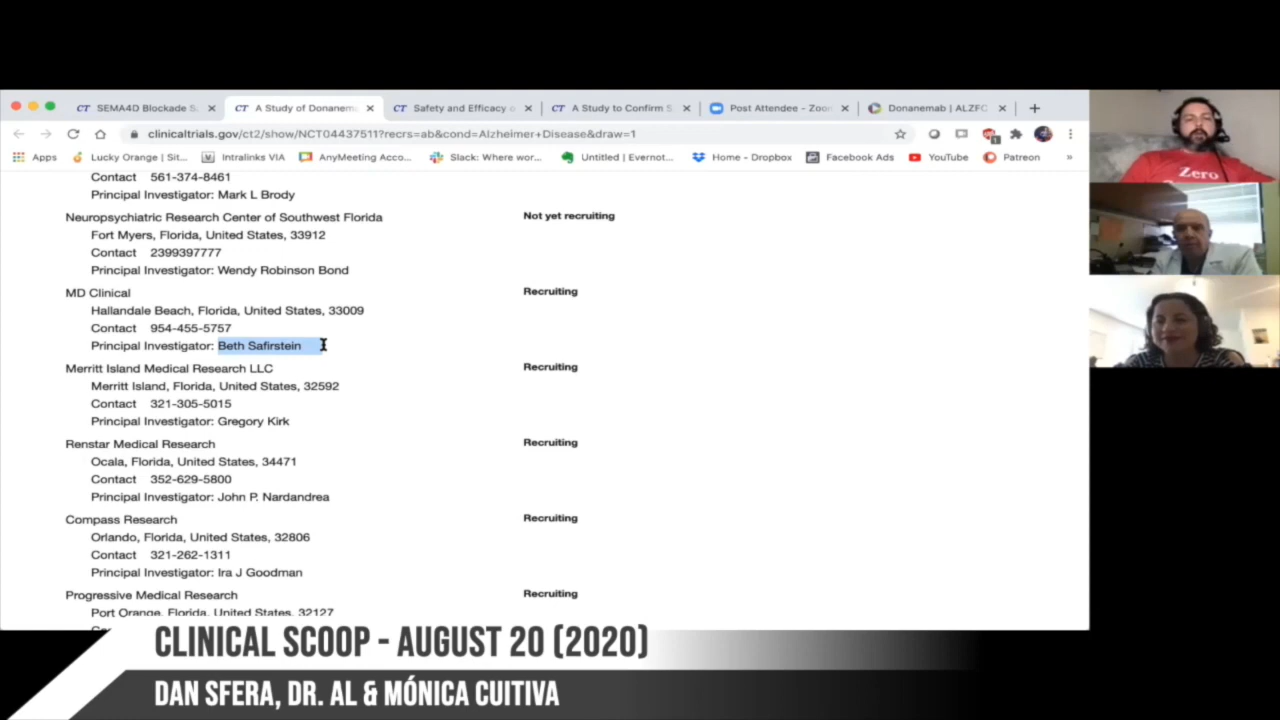 CT SEMA4D Blockade S
CT A Study of Donanem
CT Safety and Efficacy o
CT A Study to Confirm S
Post Attendee - Zoo
Donanemab | ALZFO
clinicaltrials.gov/ct2/show/NCT04437511?recrs=ab&cond=Alzheimer+Disease&draw=1
1
Apps
Lucky Orange | Sit...
Intralinks VIA
AnyMeeting Acco...
Slack: Where wor...
Untitled | Evernot...
Home - Dropbox
Facebook Ads
YouTube
Patreon
»
Contact 561-374-8461
Principal Investigator: Mark L Brody
Neuropsychiatric Research Center of Southwest Florida Not yet recruiting
Fort Myers, Florida, United States, 33912
Contact 2399397777
Principal Investigator: Wendy Robinson Bond
MD Clinical Recruiting
Hallandale Beach, Florida, United States, 33009
Contact 954-455-5757
Principal Investigator: Beth Safirstein
Merritt Island Medical Research LLC Recruiting
Merritt Island, Florida, United States, 32592
Contact 321-305-5015
Principal Investigator: Gregory Kirk
Renstar Medical Research Recruiting
Ocala, Florida, United States, 34471
Contact 352-629-5800
Principal Investigator: John P. Nardandrea
Compass Research Recruiting
Orlando, Florida, United States, 32806
Contact 321-262-1311
Principal Investigator: Ira J Goodman
Progressive Medical Research Recruiting
Port Orange, Florida, United States, 32127
Zero
CLINICAL SCOOP - AUGUST 20 (2020)
DAN SFERA, DR. AL & MÓNICA CUITIVA